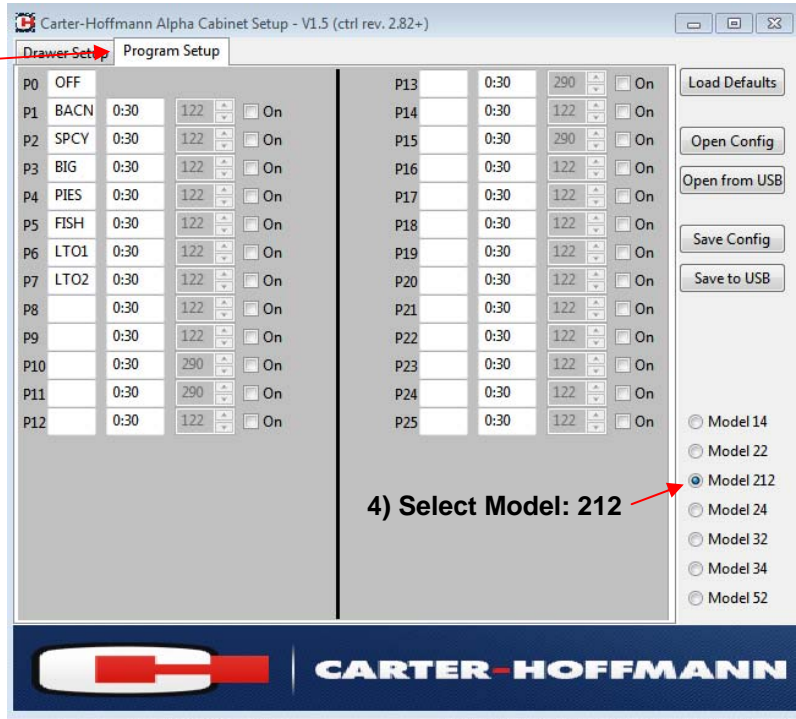 Carter-Hoffmann Alpha Cabinet Setup - V1.5 (ctrl rev. 2.82+)
Drawer Setup Program Setup
P0 OFF
P1 BACN 0:30 122 On
P2 SPCY 0:30 122 On
P3 BIG 0:30 122 On
P4 PIES 0:30 122 On
P5 FISH 0:30 122 On
P6 LTO1 0:30 122 On
P7 LTO2 0:30 122 On
P8 0:30 122 On
P9 0:30 122 On
P10 0:30 290 On
P11 0:30 290 On
P12 0:30 122 On
P13 0:30 290 On
P14 0:30 122 On
P15 0:30 290 On
P16 0:30 122 On
P17 0:30 122 On
P18 0:30 122 On
P19 0:30 122 On
P20 0:30 122 On
P21 0:30 122 On
P22 0:30 122 On
P23 0:30 122 On
P24 0:30 122 On
P25 0:30 122 On
Load Defaults
Open Config
Open from USB
Save Config
Save to USB
4) Select Model: 212
Model 14
Model 22
Model 212
Model 24
Model 32
Model 34
Model 52
CARTER-HOFFMANN